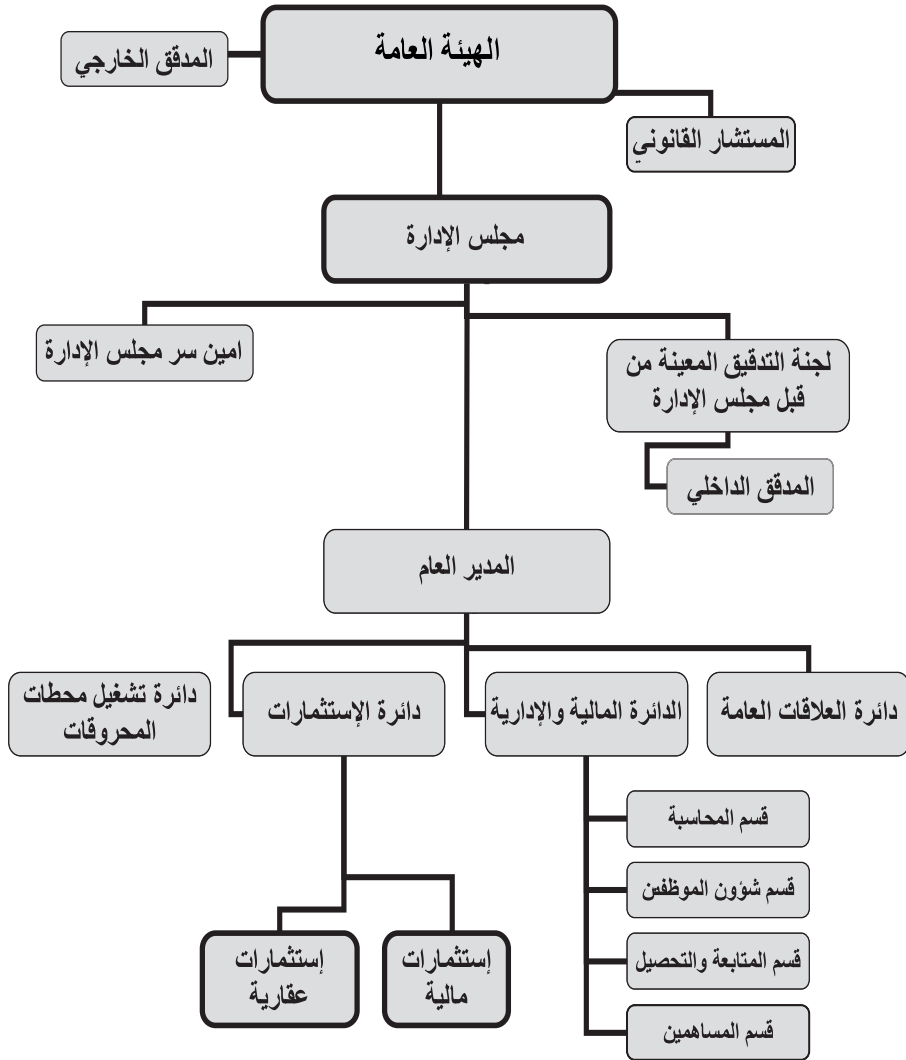 الهيئة العامة
المدقق الخارجي
المستشار القانوني
مجلس الإدارة
امين سر مجلس الإدارة
لجنة التدقيق المعينة من
قبل مجلس الإدارة
المدقق الداخلي
المدير العام
دائرة العلاقات العامة
الدائرة المالية والإدارية
دائرة الإستثمارات
دائرة تشغيل محطات
المحروقات
قسم المحاسبة
قسم شؤون الموظفين
قسم المتابعة والتحصيل
قسم المساهمين
إستثمارات
مالية
إستثمارات
عقارية